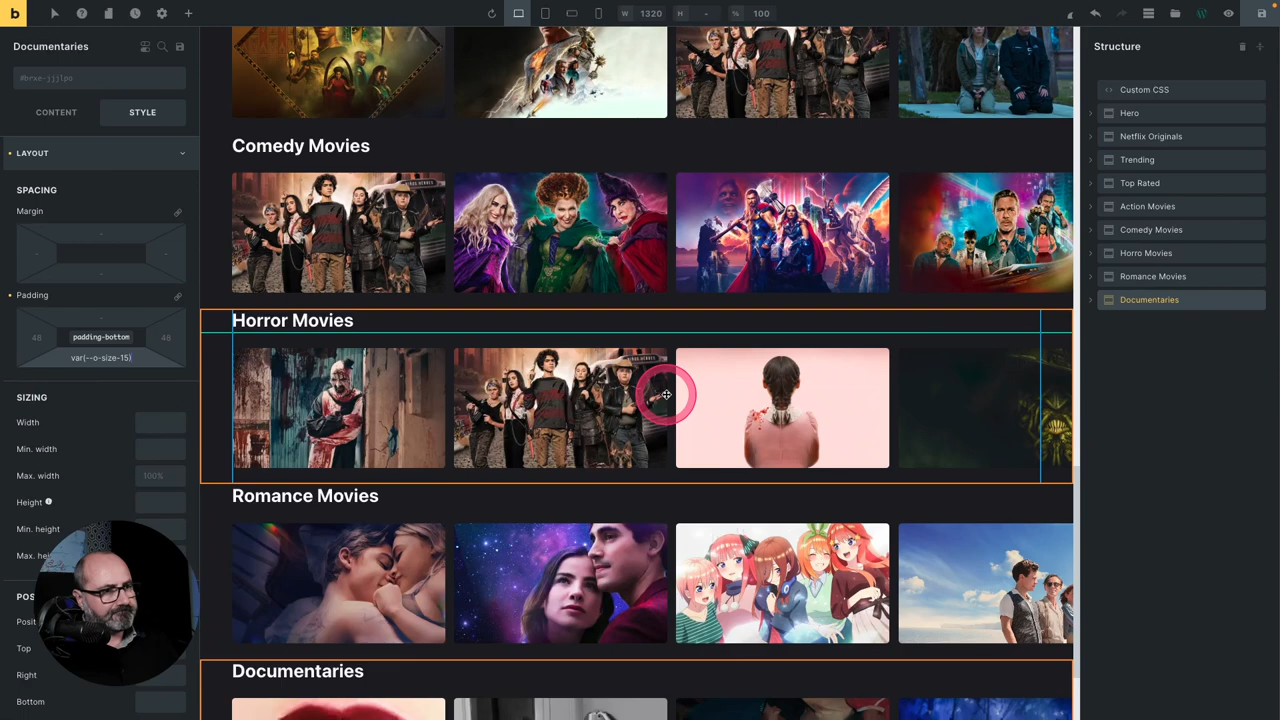 b
W 1320 H - % 100
Documentaries
#brxe-jjjlpo
CONTENT
STYLE
LAYOUT
SPACING
Margin
-
-
-
-
Padding
-
48
padding-bottom
48
var(--o-size-15)
SIZING
Width
Min. width
Max. width
100%
Height
Min. height
Max. he
POS
Posit
Top
Right
Bottom
Comedy Movies
Horror Movies
Romance Movies
Documentaries
Structure
Custom CSS
Hero
Netflix Originals
Trending
Top Rated
Action Movies
Comedy Movies
Horro Movies
Romance Movies
Documentaries